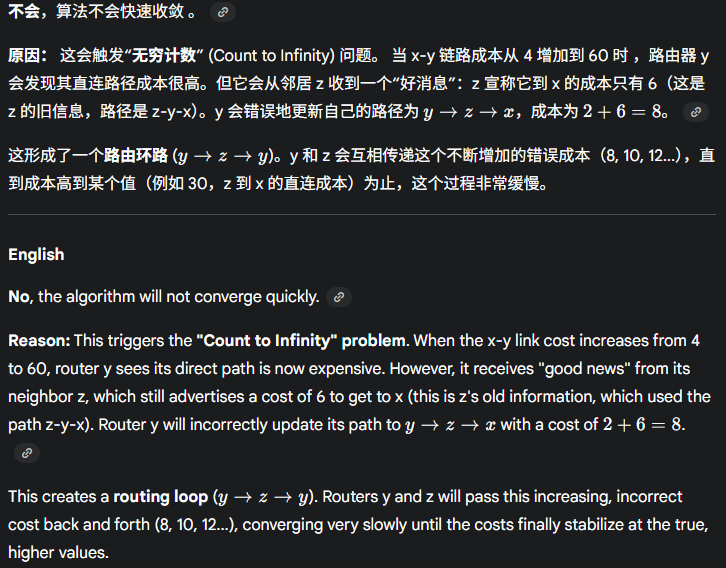 不会，算法不会快速收敛 。
原因： 这会触发“无穷计数” (Count to Infinity) 问题。 当 x-y 链路成本从 4 增加到 60 时 ，路由器 y
会发现其直连路径成本很高。但它会从邻居 z 收到一个“好消息”：z 宣称它到 x 的成本只有 6（这是
z 的旧信息，路径是 z-y-x）。y 会错误地更新自己的路径为 y → z → x，成本为 2 + 6 = 8。
这形成了一个路由环路 (y → z → y)。y 和 z 会互相传递这个不断增加的错误成本（8, 10, 12...），直
到成本高到某个值（例如 30，z 到 x 的直连成本）为止，这个过程非常缓慢。
English
No, the algorithm will not converge quickly.
Reason: This triggers the "Count to Infinity" problem. When the x-y link cost increases from 4
to 60, router y sees its direct path is now expensive. However, it receives "good news" from its
neighbor z, which still advertises a cost of 6 to get to x (this is z's old information, which used the
path z-y-x). Router y will incorrectly update its path to y → z → x with a cost of 2 + 6 = 8.
This creates a routing loop (y → z → y). Routers y and z will pass this increasing, incorrect
cost back and forth (8, 10, 12...), converging very slowly until the costs finally stabilize at the true,
higher values.